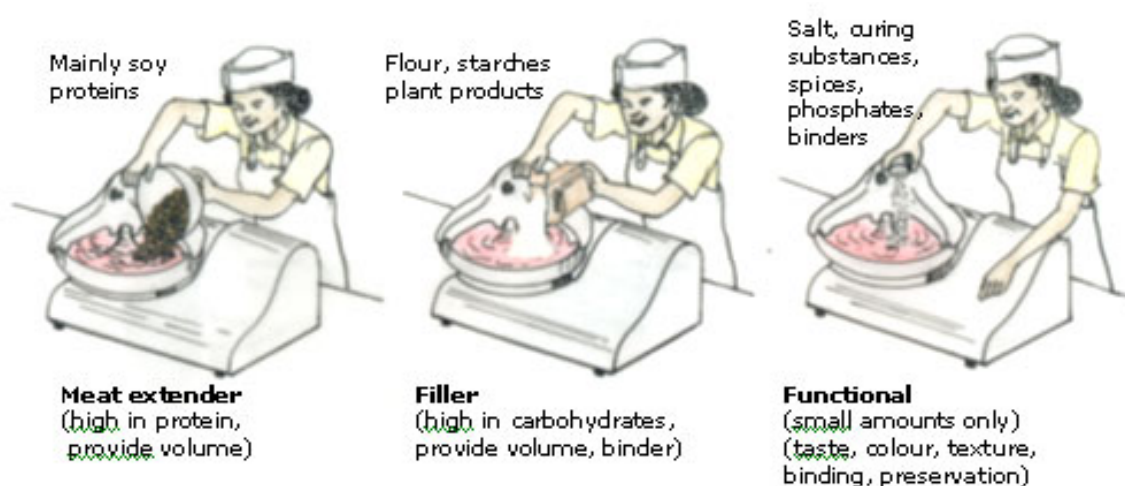 Mainly soy
proteins
Flour, starches
plant products
Salt, curing
substances,
spices,
phosphates,
binders
Meat extender
(high in protein,
provide volume)
Filler
(high in carbohydrates,
provide volume, binder)
Functional
(small amounts only)
(taste, colour, texture,
binding, preservation)